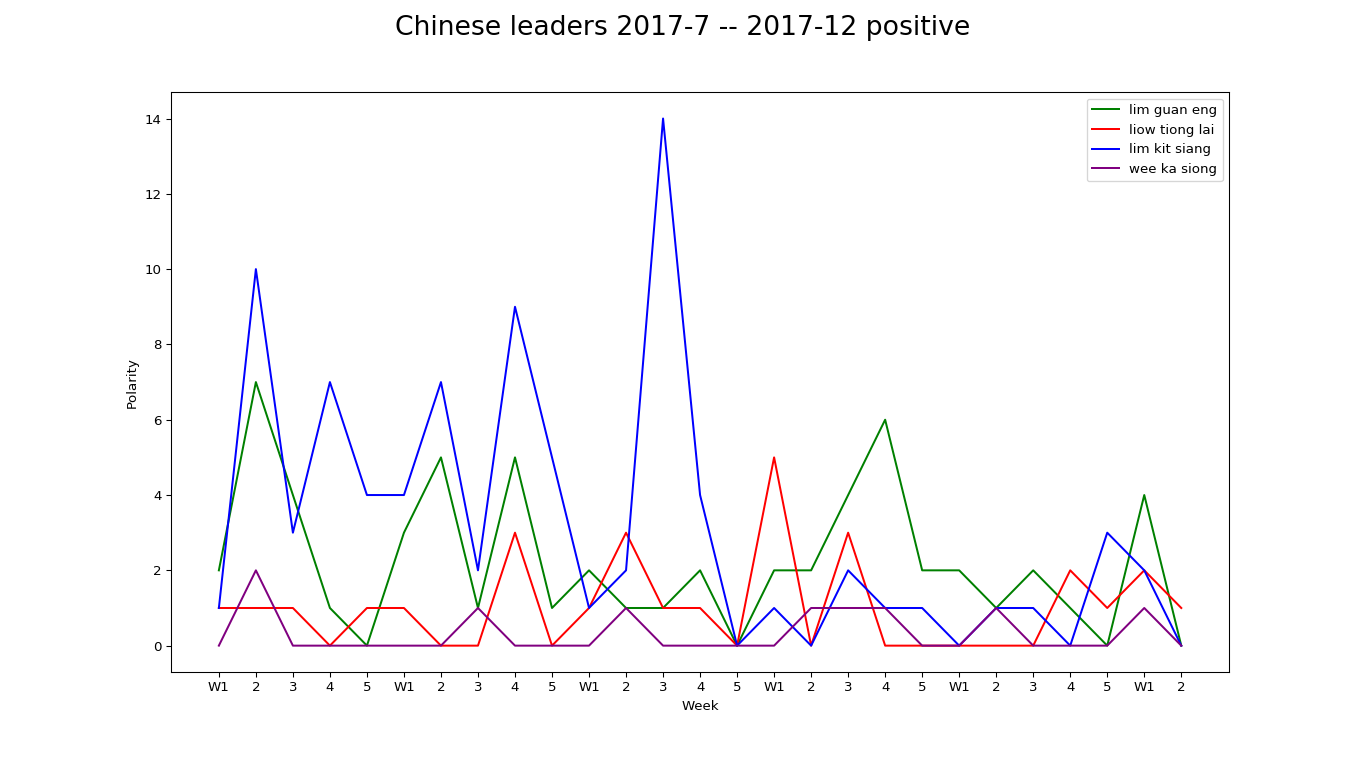 Chinese leaders 2017-7 -- 2017-12 positive
lim guan eng
liow tiong lai
lim kit siang
wee ka siong
14
12
10
8
6
4
2
0
Polarity
W1 2 3 4 5 W1 2 3 4 5 W1 2 3 4 5 W1 2 3 4 5 W1 2 3 4 5 W1 2
Week